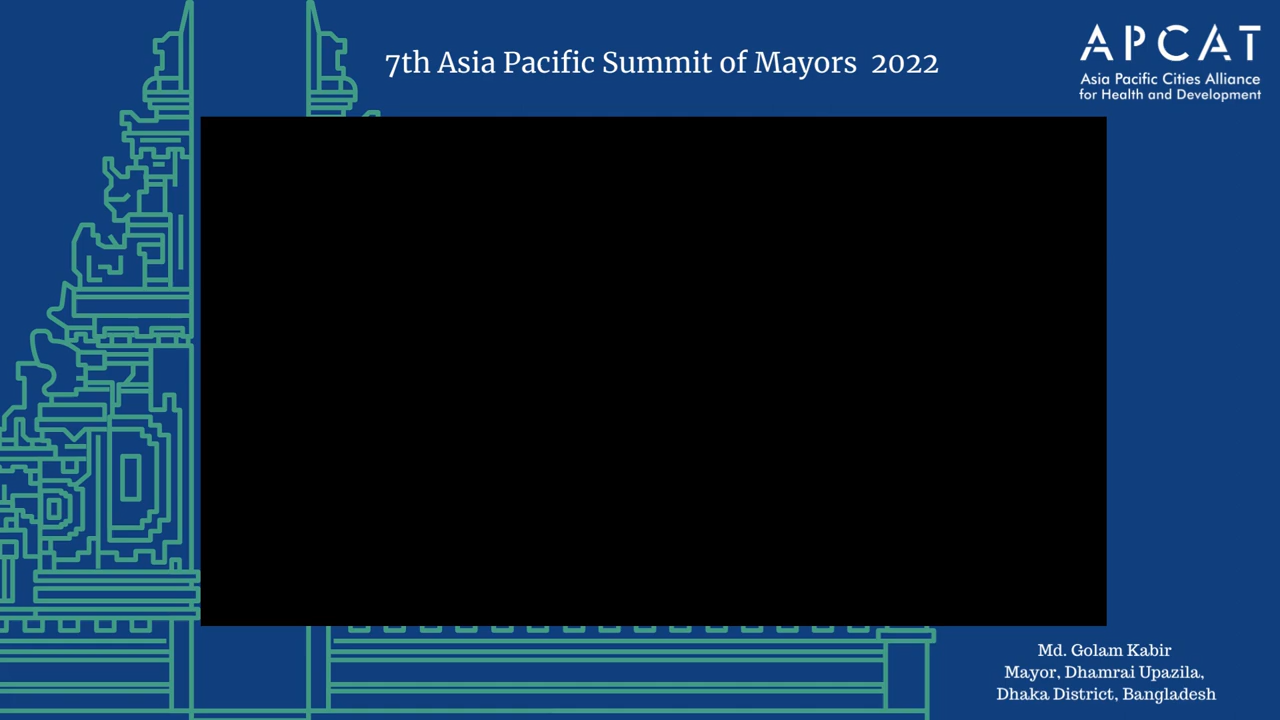 7th Asia Pacific Summit of Mayors 2022
APCAT
Asia Pacific Cities Alliance
for Health and Development
Md. Golam Kabir
Mayor, Dhamrai Upazila,
Dhaka District, Bangladesh